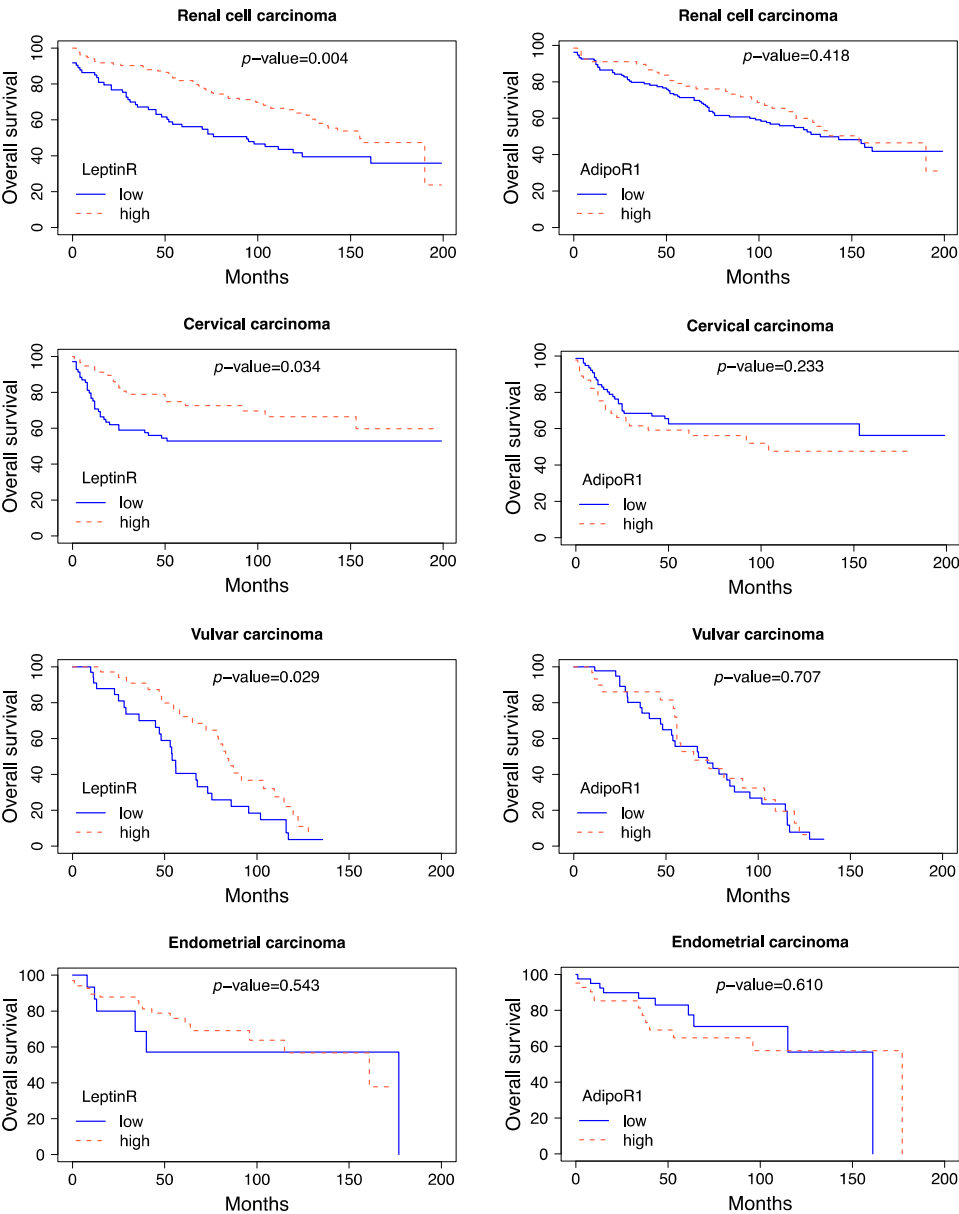 Renal cell carcinoma
p−value=0.004
Overall survival
100
80
60
40
20
0
LeptinR
low
high
0 50 100 150 200
Months
Renal cell carcinoma
p−value=0.418
Overall survival
100
80
60
40
20
0
AdipoR1
low
high
0 50 100 150 200
Months
Cervical carcinoma
p−value=0.034
Overall survival
100
80
60
40
20
0
LeptinR
low
high
0 50 100 150 200
Months
Cervical carcinoma
p−value=0.233
Overall survival
100
80
60
40
20
0
AdipoR1
low
high
0 50 100 150 200
Months
Vulvar carcinoma
p−value=0.029
Overall survival
100
80
60
40
20
0
LeptinR
low
high
0 50 100 150 200
Months
Vulvar carcinoma
p−value=0.707
Overall survival
100
80
60
40
20
0
AdipoR1
low
high
0 50 100 150 200
Months
Endometrial carcinoma
p−value=0.543
Overall survival
100
80
60
40
20
0
LeptinR
low
high
0 50 100 150 200
Months
Endometrial carcinoma
p−value=0.610
Overall survival
100
80
60
40
20
0
AdipoR1
low
high
0 50 100 150 200
Months